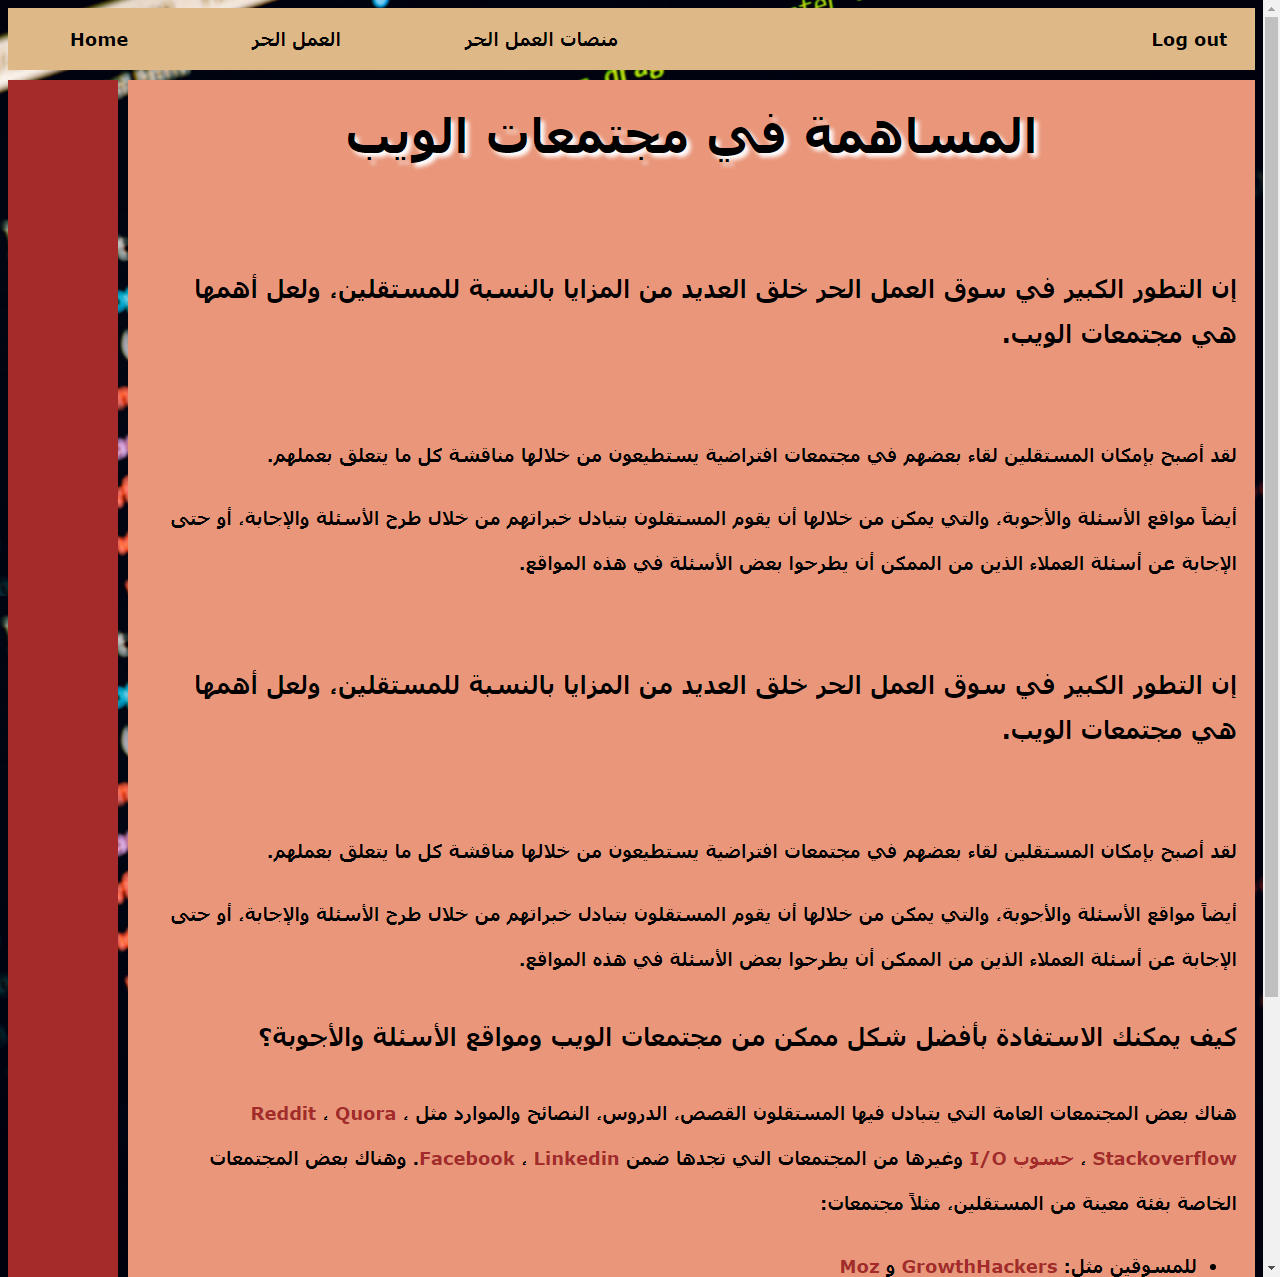 Home
العمل الحر
منصات العمل الحر
Log out
المساهمة في مجتمعات الويب
إن التطور الكبير في سوق العمل الحر خلق العديد من المزايا بالنسبة للمستقلين، ولعل أهمها
هي مجتمعات الويب.
لقد أصبح بإمكان المستقلين لقاء بعضهم في مجتمعات افتراضية يستطيعون من خلالها مناقشة كل ما يتعلق بعملهم.
أيضاً مواقع الأسئلة والأجوبة، والتي يمكن من خلالها أن يقوم المستقلون بتبادل خبراتهم من خلال طرح الأسئلة والإجابة، أو حتى
الإجابة عن أسئلة العملاء الذين من الممكن أن يطرحوا بعض الأسئلة في هذه المواقع.
إن التطور الكبير في سوق العمل الحر خلق العديد من المزايا بالنسبة للمستقلين، ولعل أهمها
هي مجتمعات الويب.
لقد أصبح بإمكان المستقلين لقاء بعضهم في مجتمعات افتراضية يستطيعون من خلالها مناقشة كل ما يتعلق بعملهم.
أيضاً مواقع الأسئلة والأجوبة، والتي يمكن من خلالها أن يقوم المستقلون بتبادل خبراتهم من خلال طرح الأسئلة والإجابة، أو حتى
الإجابة عن أسئلة العملاء الذين من الممكن أن يطرحوا بعض الأسئلة في هذه المواقع.
كيف يمكنك الاستفادة بأفضل شكل ممكن من مجتمعات الويب ومواقع الأسئلة والأجوبة؟
هناك بعض المجتمعات العامة التي يتبادل فيها المستقلون القصص، الدروس، النصائح والموارد مثل ، Quora ، Reddit
Stackoverflow ، حسوب I/O وغيرها من المجتمعات التي تجدها ضمن Facebook ، Linkedin. وهناك بعض المجتمعات
الخاصة بفئة معينة من المستقلين، مثلاً مجتمعات:
• للمسوقين مثل: GrowthHackers و Moz